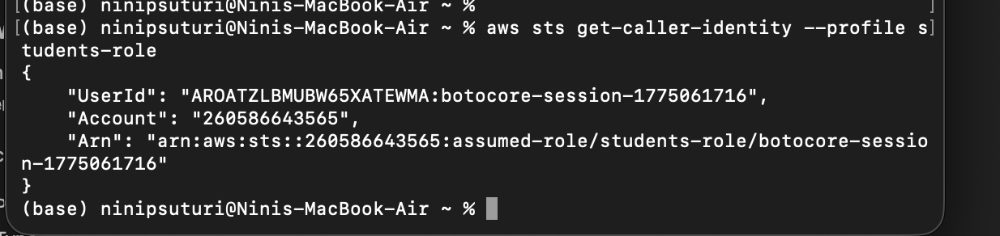 [(base) ninipsuturi@Ninis-MacBook-Air ~ % ]
[(base) ninipsuturi@Ninis-MacBook-Air ~ % aws sts get-caller-identity --profile s]
tudents-role
{
    "UserId": "AROATZLBMUBW65XATEWMA:botocore-session-1775061716",
    "Account": "260586643565",
    "Arn": "arn:aws:sts::260586643565:assumed-role/students-role/botocore-sessio
n-1775061716"
}
(base) ninipsuturi@Ninis-MacBook-Air ~ %